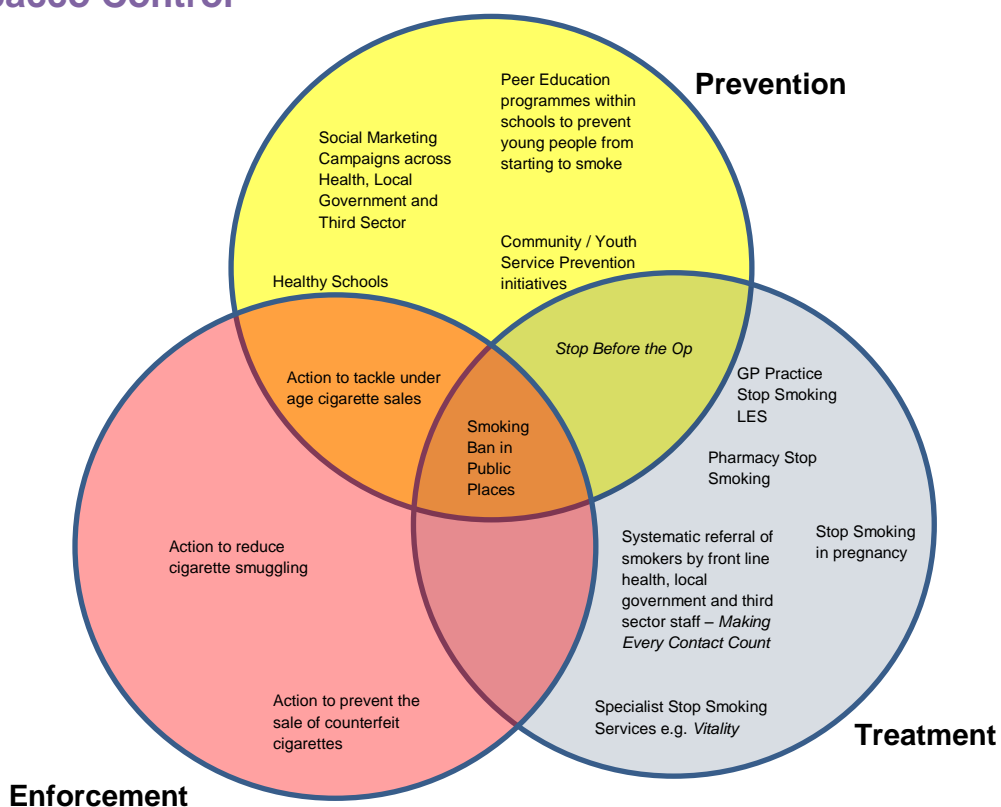 Control
Prevention
Peer Education
programmes within
schools to prevent
young people from
starting to smoke
Social Marketing
Campaigns across
Health, Local
Government and
Third Sector
Community / Youth
Service Prevention
initiatives
Healthy Schools
Stop Before the Op
Action to tackle under
age cigarette sales
GP Practice
Stop Smoking
LES
Smoking
Ban in
Public
Places
Pharmacy Stop
Smoking
Stop Smoking
in pregnancy
Systematic referral of
smokers by front line
health, local
government and third
sector staff – Making
Every Contact Count
Action to reduce
cigarette smuggling
Action to prevent the
sale of counterfeit
cigarettes
Specialist Stop Smoking
Services e.g. Vitality
Treatment
Enforcement